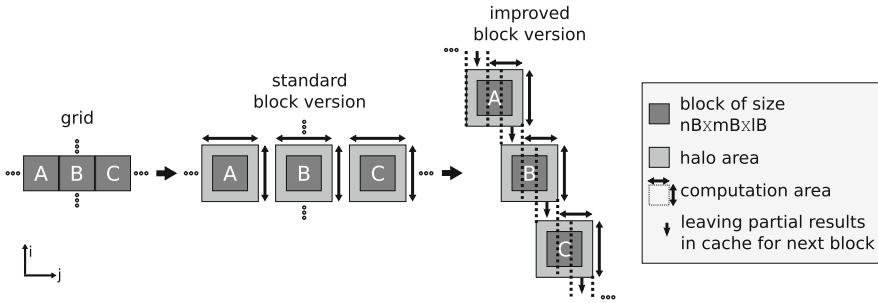 grid
A B C
i
j
standard
block version
A B C
improved
block version
A
B
C
block of size
nBxmBxlB
halo area
computation area
leaving partial results
in cache for next block